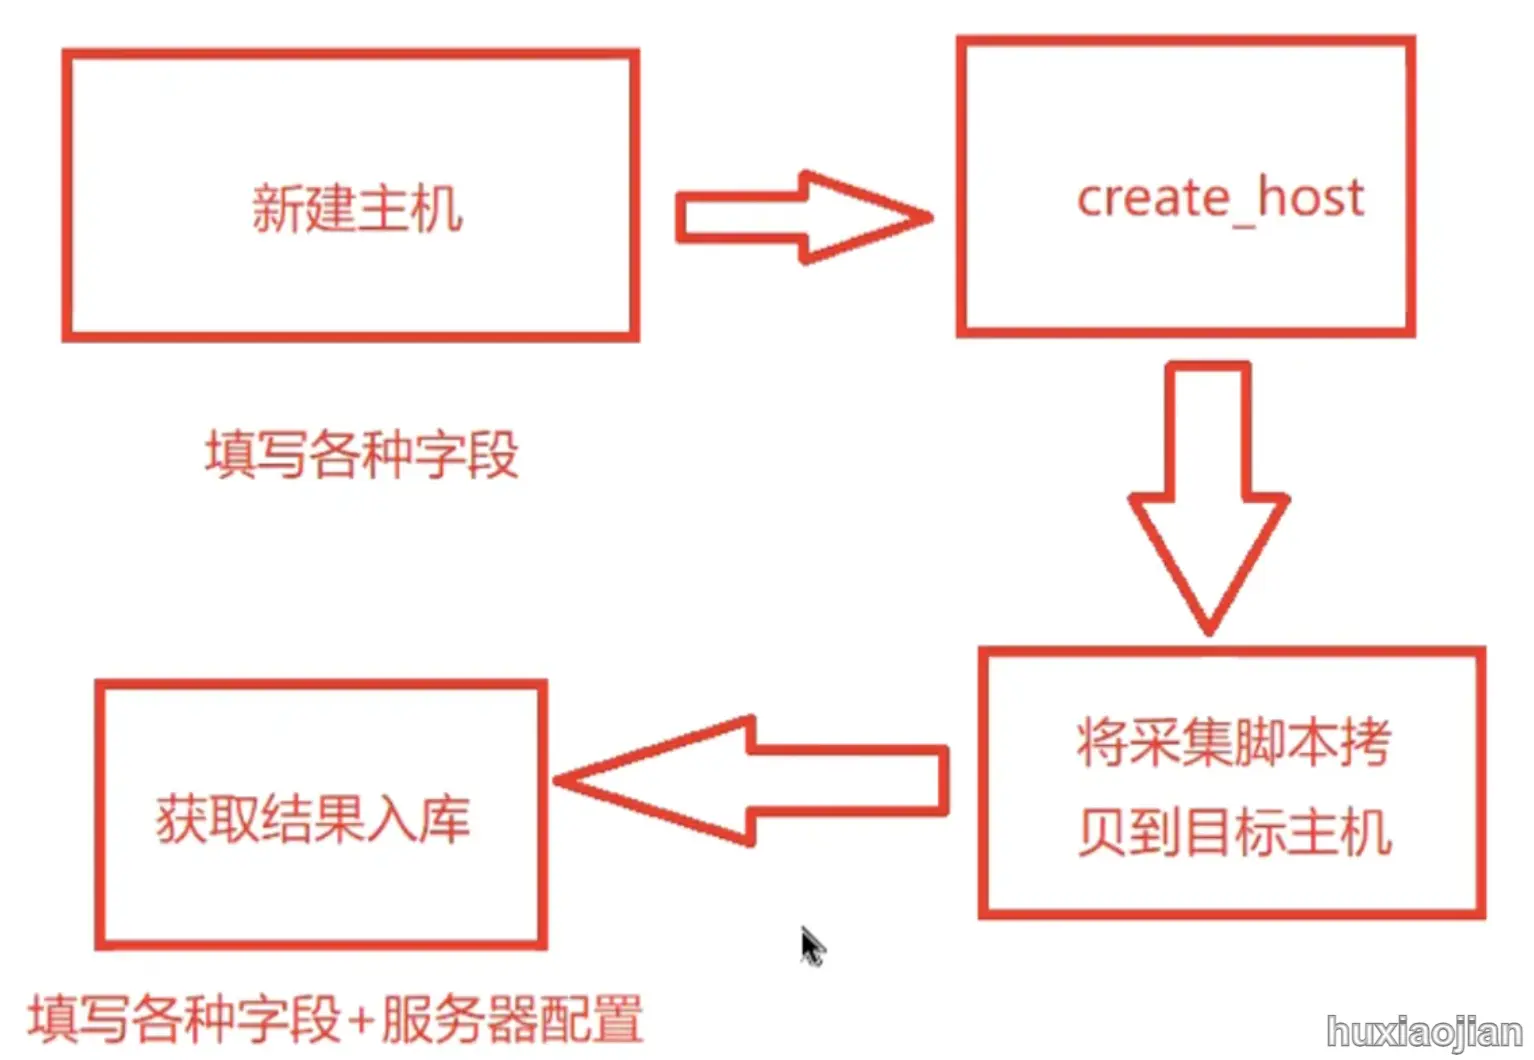 新建主机
create_host
填写各种字段
将采集脚本拷
贝到目标主机
获取结果入库
填写各种字段+服务器配置
huxiaojian